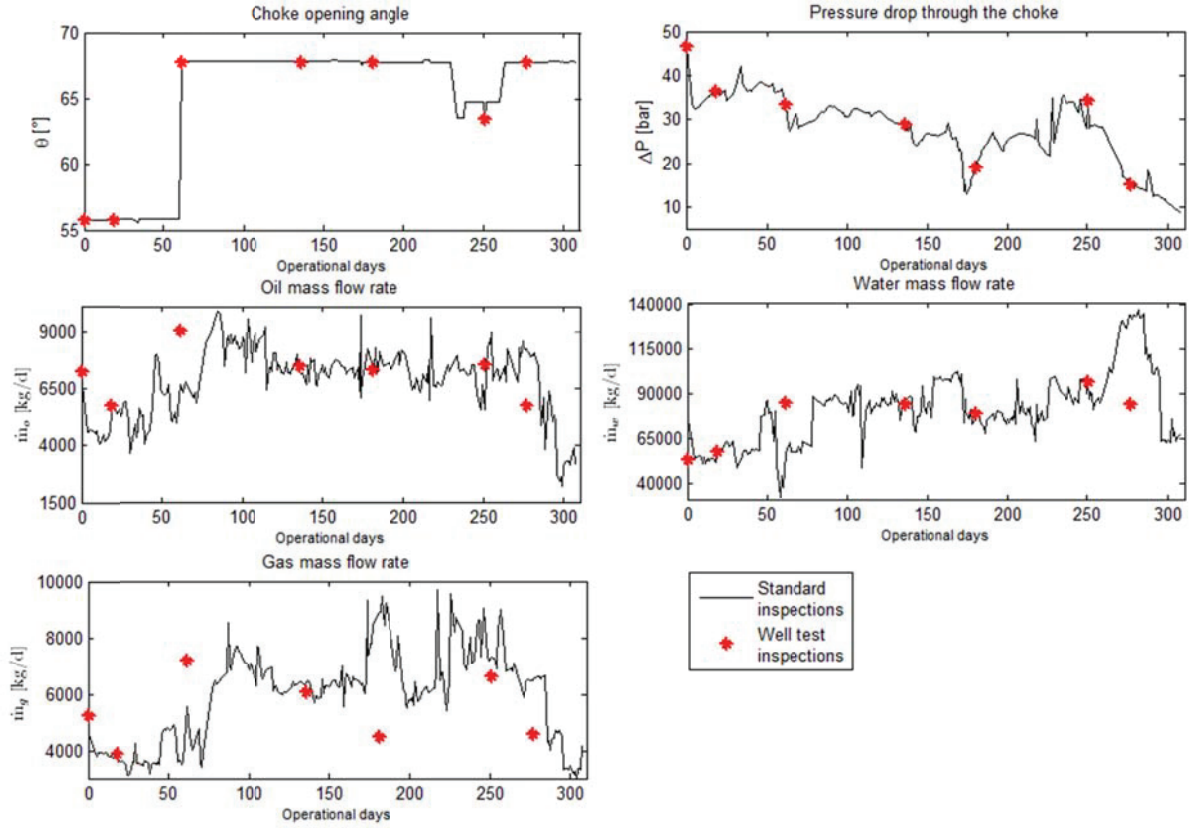 Choke opening angle
70
65
60
55
θ [°]
0 50 100 150 200 250 300
Operational days
Pressure drop through the choke
50
40
30
20
10
ΔP [bar]
0 50 100 150 200 250 300
Operational days
Oil mass flow rate
9000
6500
4000
1500
ṁₒ [kg/d]
0 50 100 150 200 250 300
Operational days
Water mass flow rate
140000
115000
90000
65000
40000
ṁ_w [kg/d]
0 50 100 150 200 250 300
Operational days
Gas mass flow rate
10000
8000
6000
4000
ṁ_g [kg/d]
0 50 100 150 200 250 300
Operational days
Standard
inspections
Well test
inspections